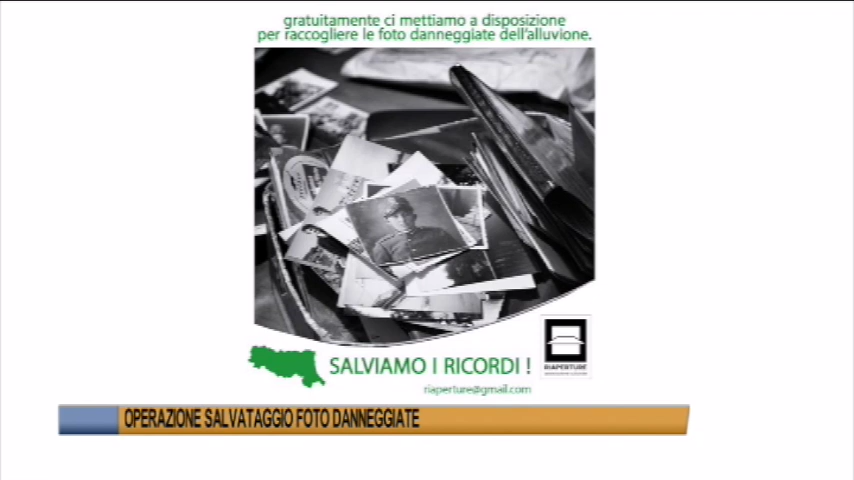 gratuitamente ci mettiamo a disposizione
per raccogliere le foto danneggiate dell'alluvione.
SALVIAMO I RICORDI !
RIAPERTURE
riaperture@gmail.com
OPERAZIONE SALVATAGGIO FOTO DANNEGGIATE